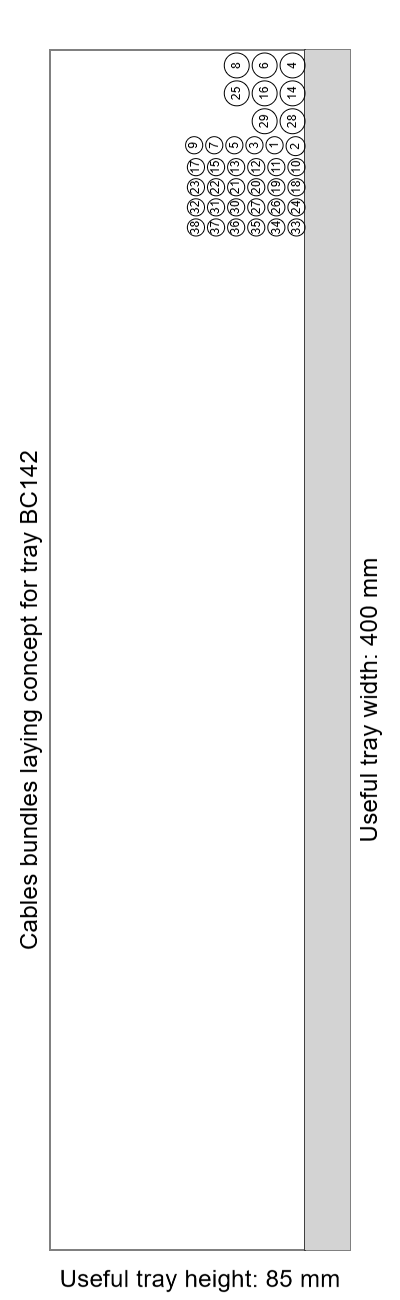 Cables bundles laying concept for tray BC142
8 6 4
25 16 14
29 28
9 7 5 3 1 2
17 15 13 12 11 10
23 22 21 20 19 18
32 31 30 27 26 24
38 37 36 35 34 33
Useful tray width: 400 mm
Useful tray height: 85 mm